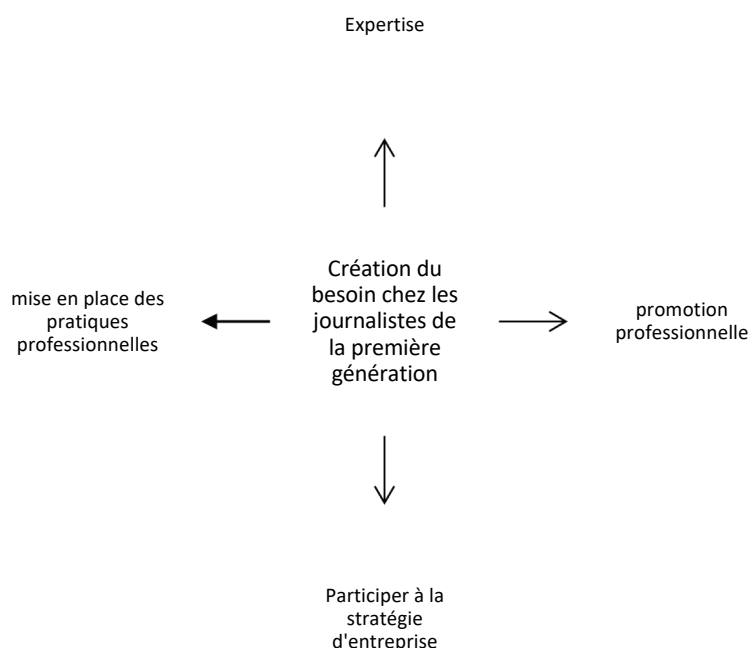 Expertise
mise en place des
pratiques
professionnelles
Création du
besoin chez les
journalistes de
la première
génération
promotion
professionnelle
Participer à la
stratégie
d'entreprise